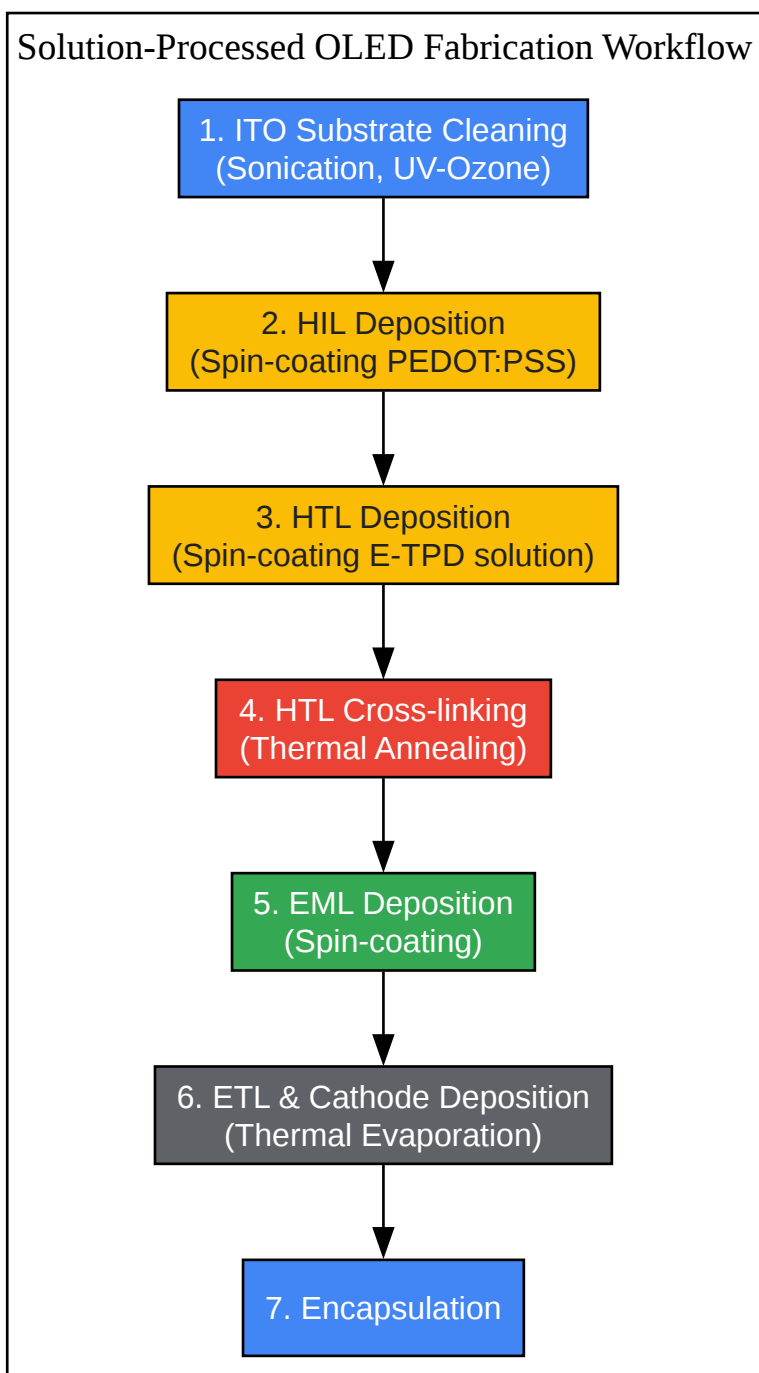 Solution-Processed OLED Fabrication Workflow
1. ITO Substrate Cleaning
(Sonication, UV-Ozone)
2. HIL Deposition
(Spin-coating PEDOT:PSS)
3. HTL Deposition
(Spin-coating E-TPD solution)
4. HTL Cross-linking
(Thermal Annealing)
5. EML Deposition
(Spin-coating)
6. ETL & Cathode Deposition
(Thermal Evaporation)
7. Encapsulation